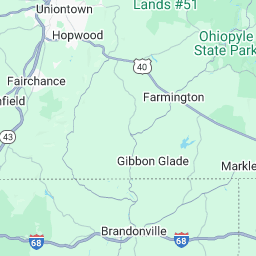 Lands #51
Uniontown
Ohiopyle
State Park
Hopwood
40
Fairchance
Farmington
nfield
43
Gibbon Glade
Markle
Brandonville
68
68